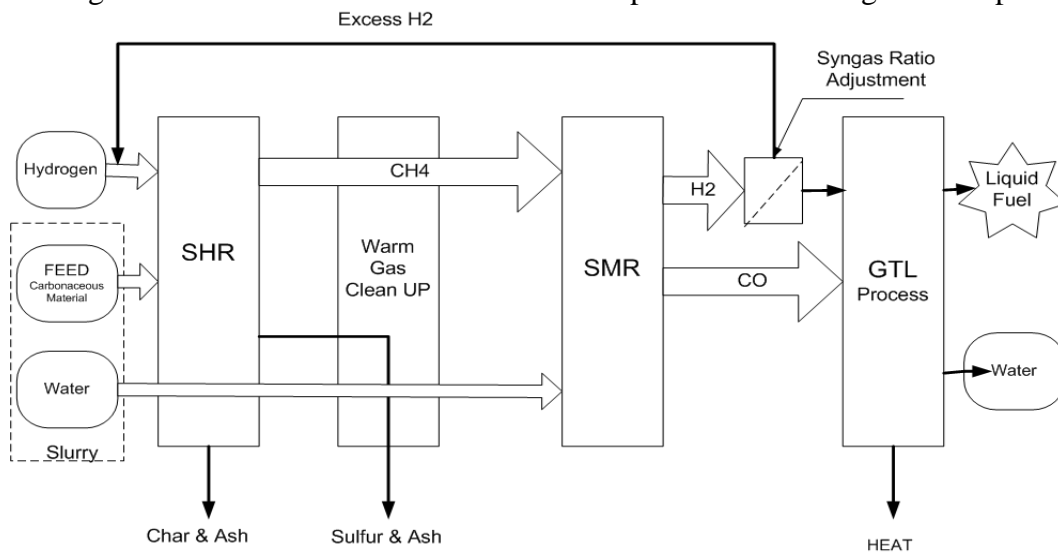 Excess H2
Syngas Ratio
Adjustment
Hydrogen
CH4
H2
Liquid
Fuel
SHR
Warm
Gas
Clean UP
SMR
FEED
Carbonaceous
Material
CO
GTL
Process
Water
Water
Slurry
Char & Ash
Sulfur & Ash
HEAT